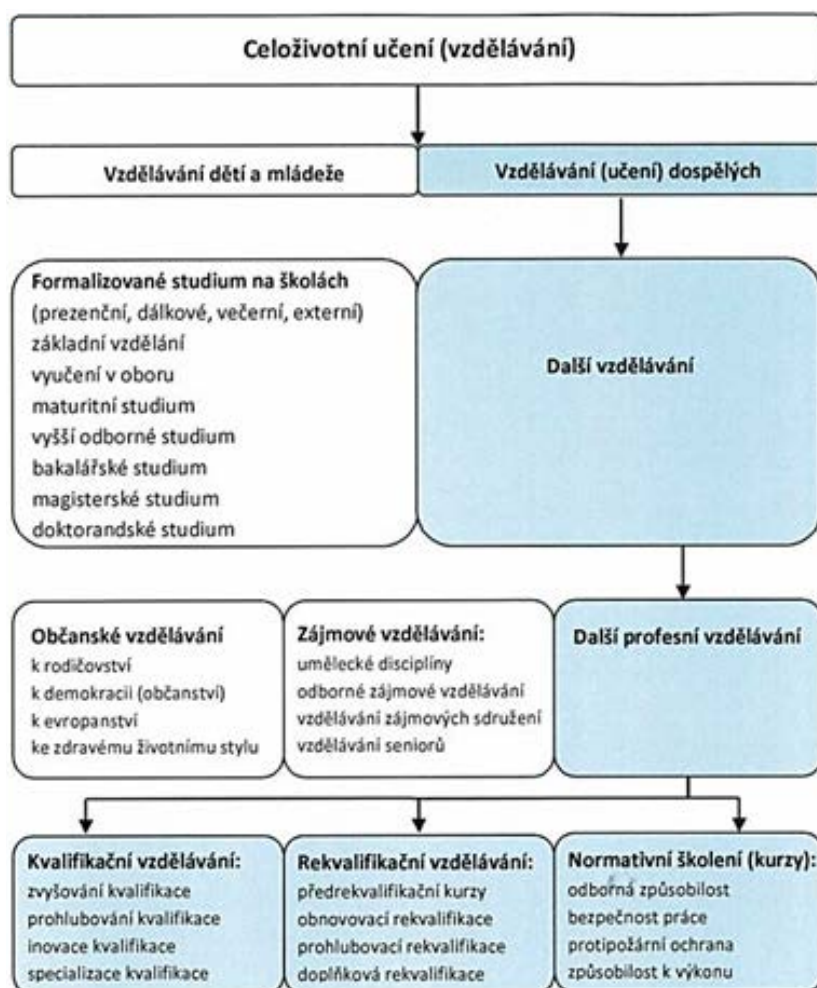 Celoživotní učení (vzdělávání)
Vzdělávání dětí a mládeže
Vzdělávání (učení) dospělých
Formalizované studium na školách
(prezenční, dálkové, večerní, externí)
základní vzdělání
vyučení v oboru
maturitní studium
vyšší odborné studium
bakalářské studium
magisterské studium
doktorandské studium
Další vzdělávání
Občanské vzdělávání
k rodičovství
k demokracii (občanství)
k evropanství
ke zdravému životnímu stylu
Zájmové vzdělávání:
umělecké disciplíny
odborné zájmové vzdělávání
vzdělávání zájmových sdružení
vzdělávání seniorů
Další profesní vzdělávání
Kvalifikační vzdělávání:
zvyšování kvalifikace
prohlubování kvalifikace
inovace kvalifikace
specializace kvalifikace
Rekvalifikační vzdělávání:
předrekvalifikační kurzy
obnovovací rekvalifikace
prohlubovací rekvalifikace
doplňková rekvalifikace
Normativní školení (kurzy):
odborná způsobilost
bezpečnost práce
protipožární ochrana
způsobilost k výkonu